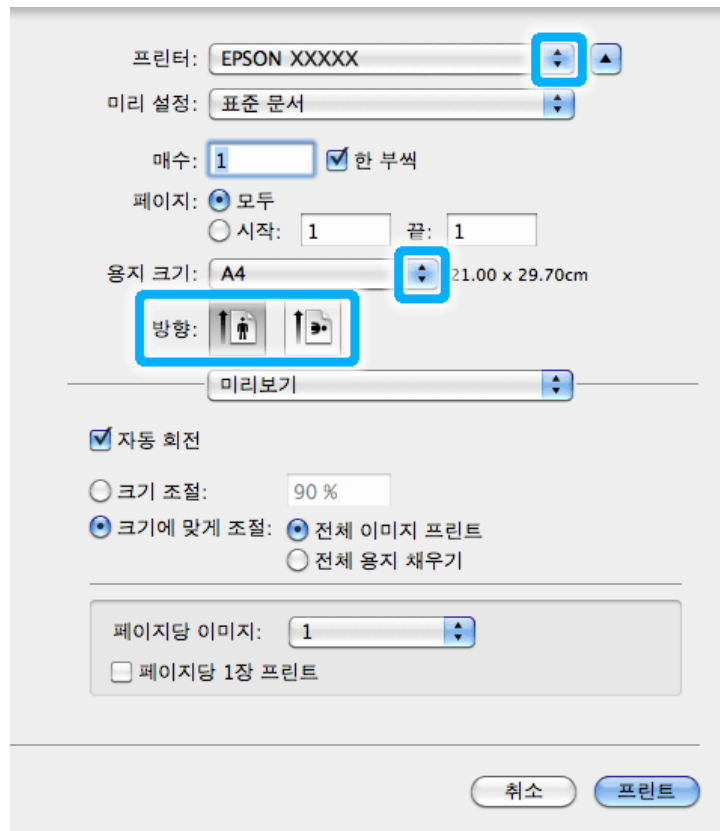 프린터: EPSON XXXXX
미리 설정: 표준 문서
매수: 1 한 부씩
페이지: 모두
시작: 1 끝: 1
용지 크기: A4 21.00 x 29.70cm
방향:
미리보기
자동 회전
크기 조절: 90 %
크기에 맞게 조절: 전체 이미지 프린트
전체 용지 채우기
페이지당 이미지: 1
페이지당 1장 프린트
취소 프린트